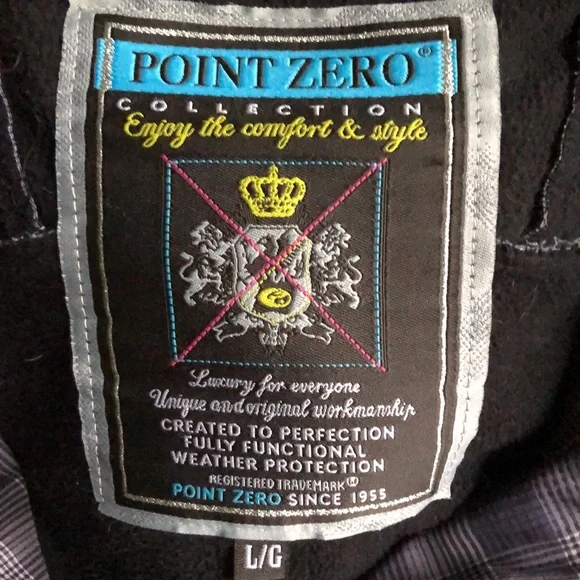 POINT ZERO®
COLLECTION
Enjoy the comfort & style
Luxury for everyone
Unique and original workmanship
CREATED TO PERFECTION
FULLY FUNCTIONAL
WEATHER PROTECTION
REGISTERED TRADEMARK®
POINT ZERO SINCE 1955
L/G